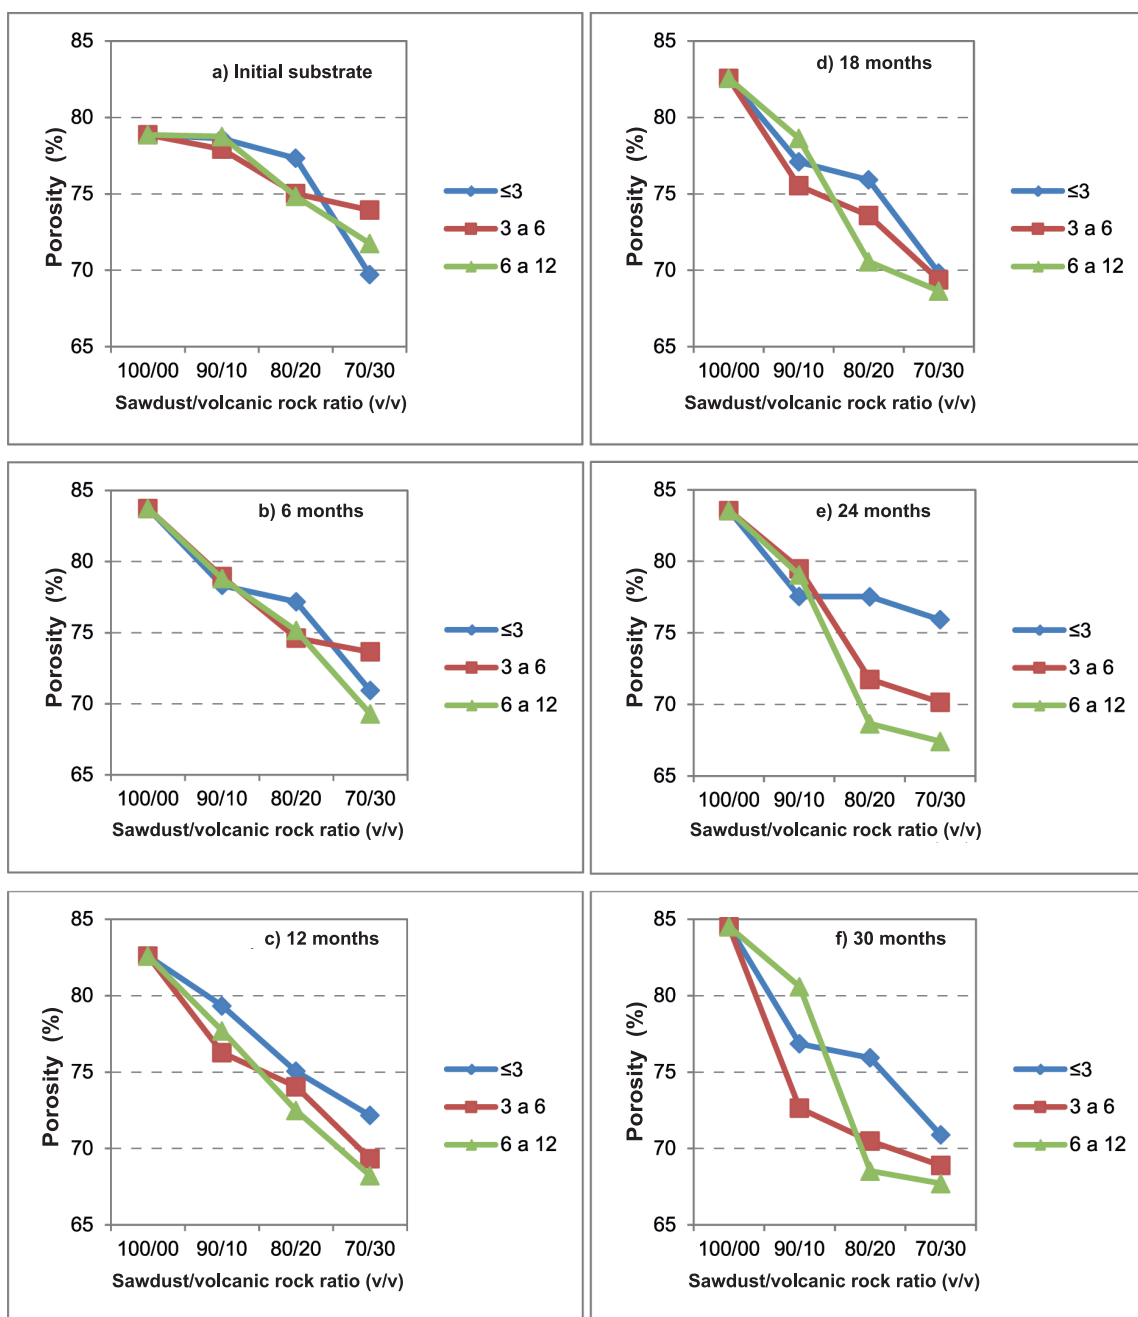 a) Initial substrate
Porosity (%)
85
80
75
70
65
100/00 90/10 80/20 70/30
Sawdust/volcanic rock ratio (v/v)
≤3
3 a 6
6 a 12
d) 18 months
Porosity (%)
85
80
75
70
65
100/00 90/10 80/20 70/30
Sawdust/volcanic rock ratio (v/v)
≤3
3 a 6
6 a 12
b) 6 months
Porosity (%)
85
80
75
70
65
100/00 90/10 80/20 70/30
Sawdust/volcanic rock ratio (v/v)
≤3
3 a 6
6 a 12
e) 24 months
Porosity (%)
85
80
75
70
65
100/00 90/10 80/20 70/30
Sawdust/volcanic rock ratio (v/v)
≤3
3 a 6
6 a 12
c) 12 months
Porosity (%)
85
80
75
70
65
100/00 90/10 80/20 70/30
Sawdust/volcanic rock ratio (v/v)
≤3
3 a 6
6 a 12
f) 30 months
Porosity (%)
85
80
75
70
65
100/00 90/10 80/20 70/30
Sawdust/volcanic rock ratio (v/v)
≤3
3 a 6
6 a 12